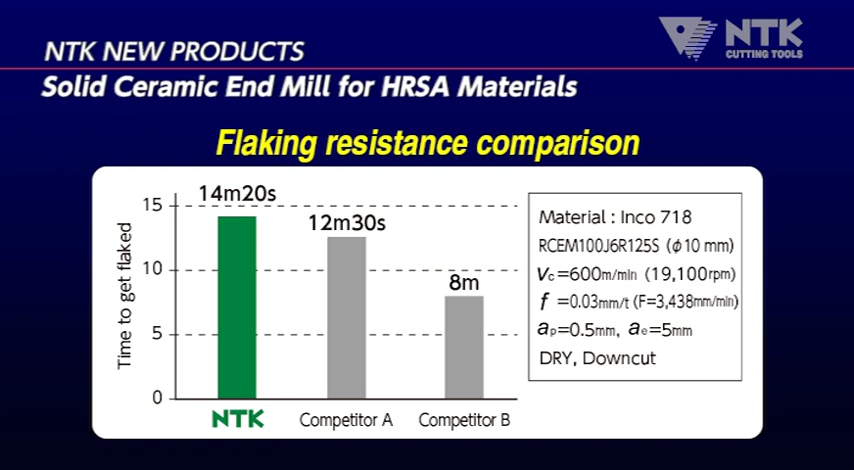 NTK NEW PRODUCTS
NTK
CUTTING TOOLS
Solid Ceramic End Mill for HRSA Materials
Flaking resistance comparison
Time to get flaked
15
10
5
0
14m20s
12m30s
8m
NTK
Competitor A
Competitor B
Material : Inco 718
RCEM100J6R125S (φ10 mm)
Vc=600m/min (19,100rpm)
f =0.03mm/t (F=3,438mm/min)
ap=0.5mm, ae=5mm
DRY, Downcut